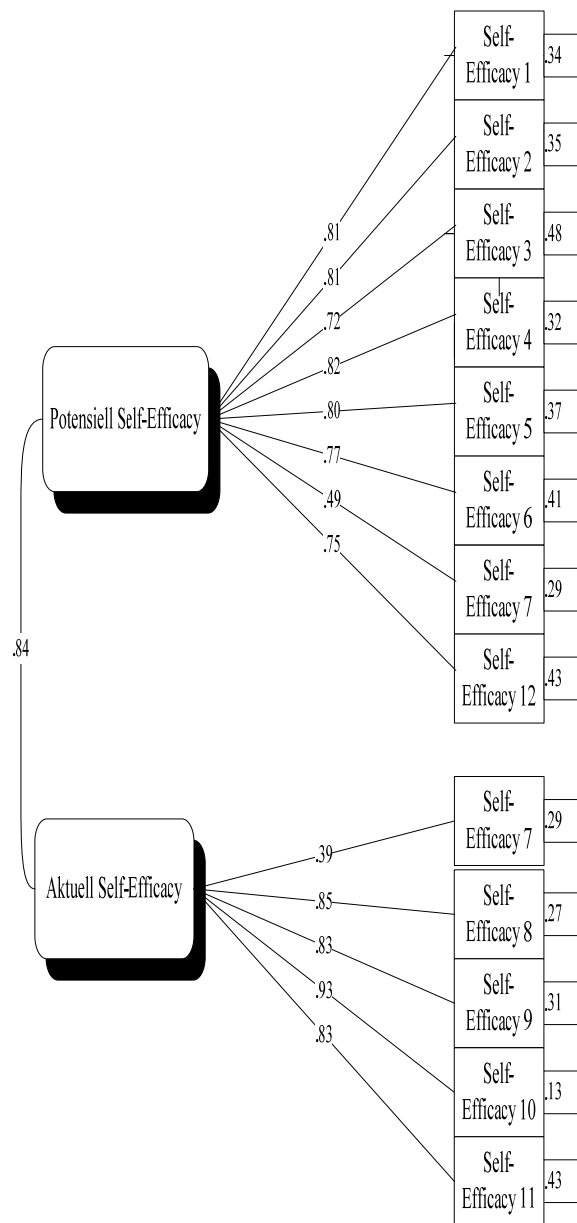 Self-
Efficacy 1
.34
Self-
Efficacy 2
.35
Self-
Efficacy 3
.48
Self-
Efficacy 4
.32
Self-
Efficacy 5
.37
Self-
Efficacy 6
.41
Self-
Efficacy 7
.29
Self-
Efficacy 12
.43
.81
.81
.72
.82
.80
.77
.49
.75
Potensiell Self-Efficacy
.84
Aktuell Self-Efficacy
.39
.85
.83
.93
.83
Self-
Efficacy 7
.29
Self-
Efficacy 8
.27
Self-
Efficacy 9
.31
Self-
Efficacy 10
.13
Self-
Efficacy 11
.43